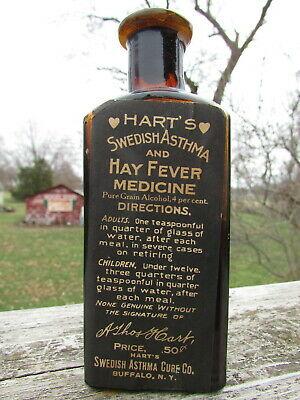 ♥ HART'S ♥
SWEDISH ASTHMA
AND
HAY FEVER
MEDICINE
Pure Grain Alcohol, 4 per cent.
DIRECTIONS.
ADULTS. One teaspoonful
in quarter of glass of
water, after each
meal, in severe cases
on retiring
CHILDREN, Under twelve.
three quarters of
teaspoonful in quarter
glass of water, after
each meal.
NONE GENUINE WITHOUT
THE SIGNATURE OF
Thos Hart,
PRICE, .50¢
HART'S
SWEDISH ASTHMA CURE CO.
BUFFALO, N.Y.